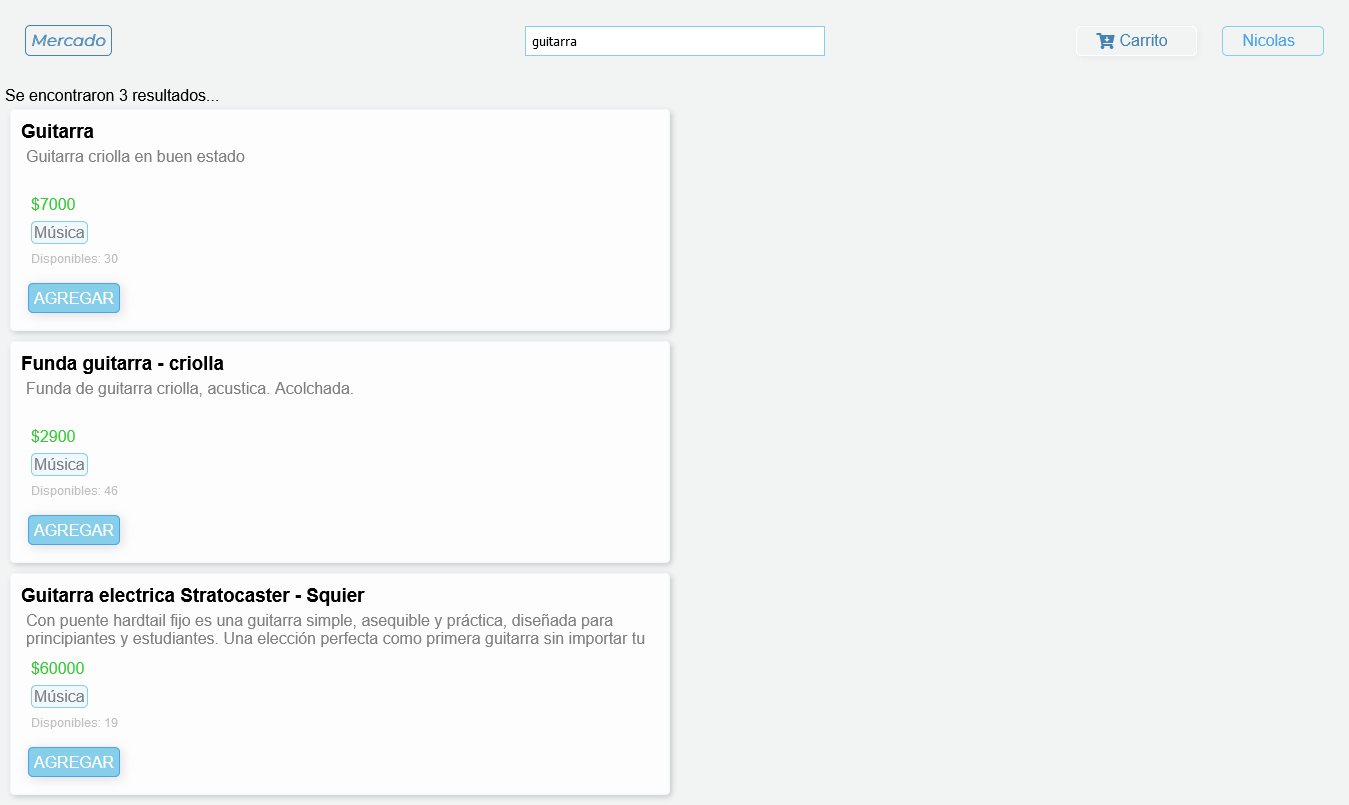 Mercado
guitarra
Carrito
Nicolas
Se encontraron 3 resultados...
Guitarra
Guitarra criolla en buen estado
$7000
Música
Disponibles: 30
AGREGAR
Funda guitarra - criolla
Funda de guitarra criolla, acustica. Acolchada.
$2900
Música
Disponibles: 46
AGREGAR
Guitarra electrica Stratocaster - Squier
Con puente hardtail fijo es una guitarra simple, asequible y práctica, diseñada para
principiantes y estudiantes. Una elección perfecta como primera guitarra sin importar tu
$60000
Música
Disponibles: 19
AGREGAR